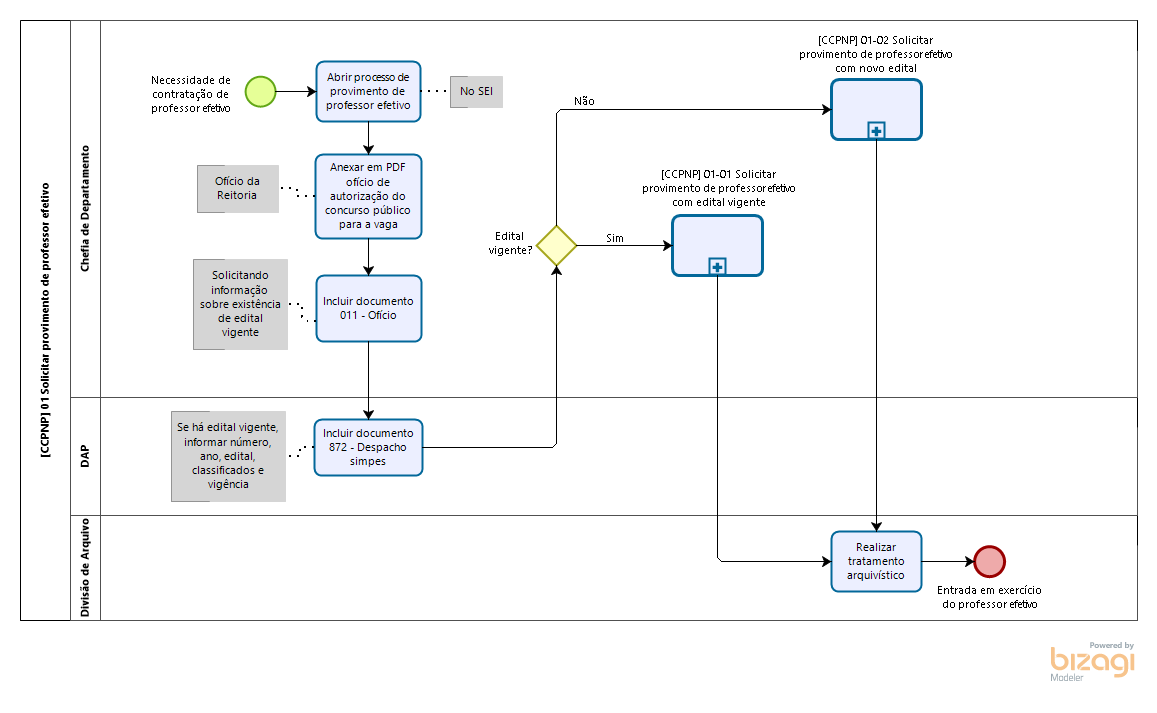 [CCPNP] 01 Solicitar provimento de professor efetivo
Chefia de Departamento
Necessidade de
contratação de
professor efetivo
Abrir processo de
provimento de
professor efetivo
No SEI
Ofício da
Reitoria
Anexar em PDF
ofício de
autorização do
concurso público
para a vaga
Solicitando
informação
sobre existência
de edital
vigente
Incluir documento
011 - Ofício
Edital
vigente?
Não
Sim
[CCPNP] 01-02 Solicitar
provimento de professor efetivo
com novo edital
[CCPNP] 01-01 Solicitar
provimento de professor efetivo
com edital vigente
DAP
Se há edital vigente,
informar número,
ano, edital,
classificados e
vigência
Incluir documento
872 - Despacho
simpes
Divisão de Arquivo
Realizar
tratamento
arquivístico
Entrada em exercício
do professor efetivo
Powered by
bizagi
Modeler